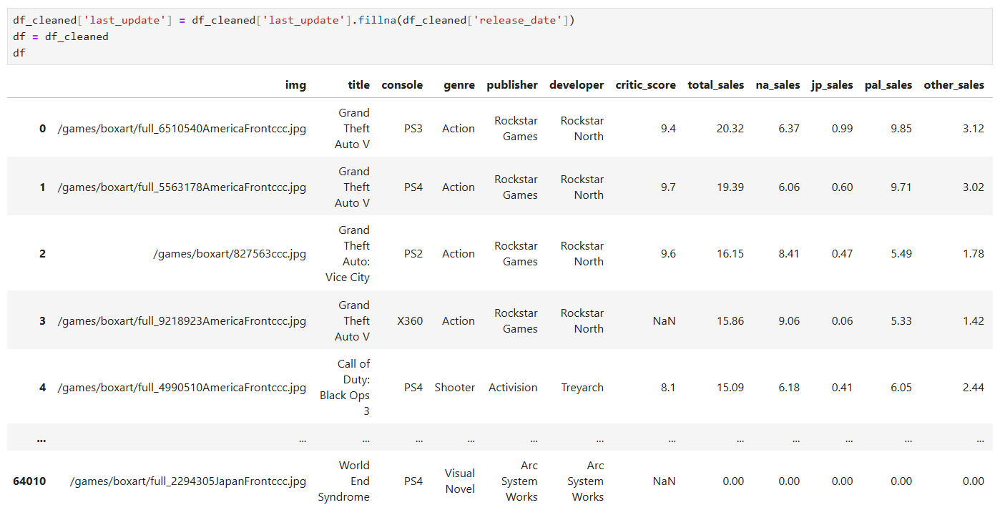 df_cleaned['last_update'] = df_cleaned['last_update'].fillna(df_cleaned['release_date'])
df = df_cleaned
df
img title console genre publisher developer critic_score total_sales na_sales jp_sales pal_sales other_sales
0 /games/boxart/full_6510540AmericaFrontccc.jpg Grand Theft Auto V PS3 Action Rockstar Games Rockstar North 9.4 20.32 6.37 0.99 9.85 3.12
1 /games/boxart/full_5563178AmericaFrontccc.jpg Grand Theft Auto V PS4 Action Rockstar Games Rockstar North 9.7 19.39 6.06 0.60 9.71 3.02
2 /games/boxart/827563ccc.jpg Grand Theft Auto: Vice City PS2 Action Rockstar Games Rockstar North 9.6 16.15 8.41 0.47 5.49 1.78
3 /games/boxart/full_9218923AmericaFrontccc.jpg Grand Theft Auto V X360 Action Rockstar Games Rockstar North NaN 15.86 9.06 0.06 5.33 1.42
4 /games/boxart/full_4990510AmericaFrontccc.jpg Call of Duty: Black Ops 3 PS4 Shooter Activision Treyarch 8.1 15.09 6.18 0.41 6.05 2.44
... ... ... ... ... ... ... ... ... ... ... ... ...
64010 /games/boxart/full_2294305JapanFrontccc.jpg World End Syndrome PS4 Visual Novel Arc System Works Arc System Works NaN 0.00 0.00 0.00 0.00 0.00